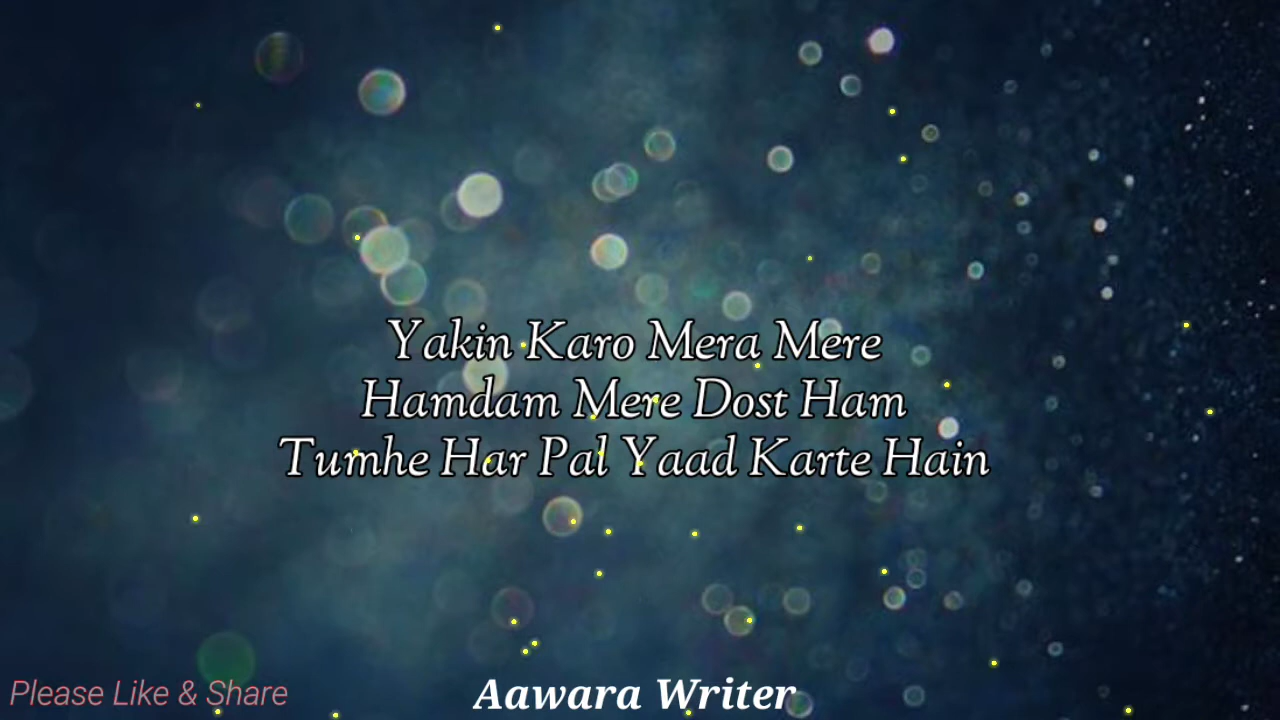 Yakin Karo Mera Mere
Hamdam Mere Dost Ham
Tumhe Har Pal Yaad Karte Hain
Please Like & Share
Aawara Writer